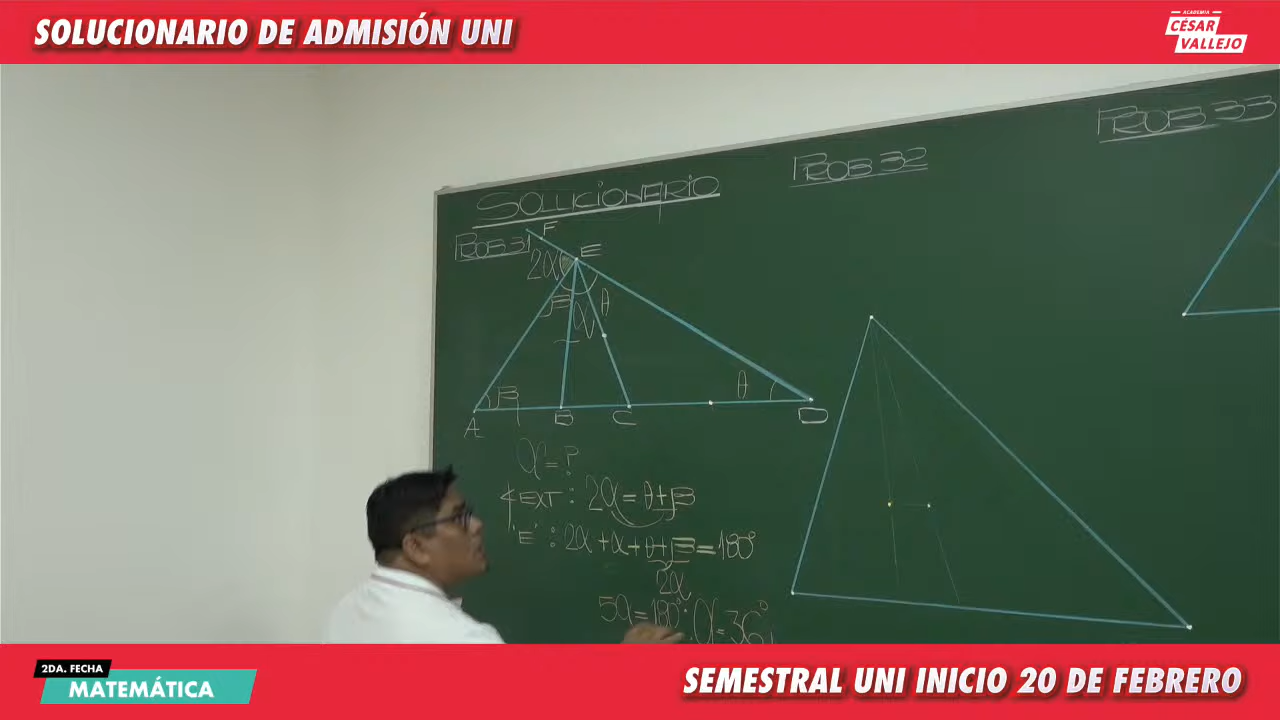 SOLUCIONARIO DE ADMISIÓN UNI
ACADEMIA
CÉSAR
VALLEJO
SOLUCIONARIO
PROB 31
PROB 32
PROB 33
F
E
2α
β
α
θ
β
θ
A
B
C
D
α = ?
∢ EXT : 2α = θ+β
"E" : 2α + α + θ+β = 180°
2α
5α = 180° : α = 36°
2DA. FECHA
MATEMÁTICA
SEMESTRAL UNI INICIO 20 DE FEBRERO